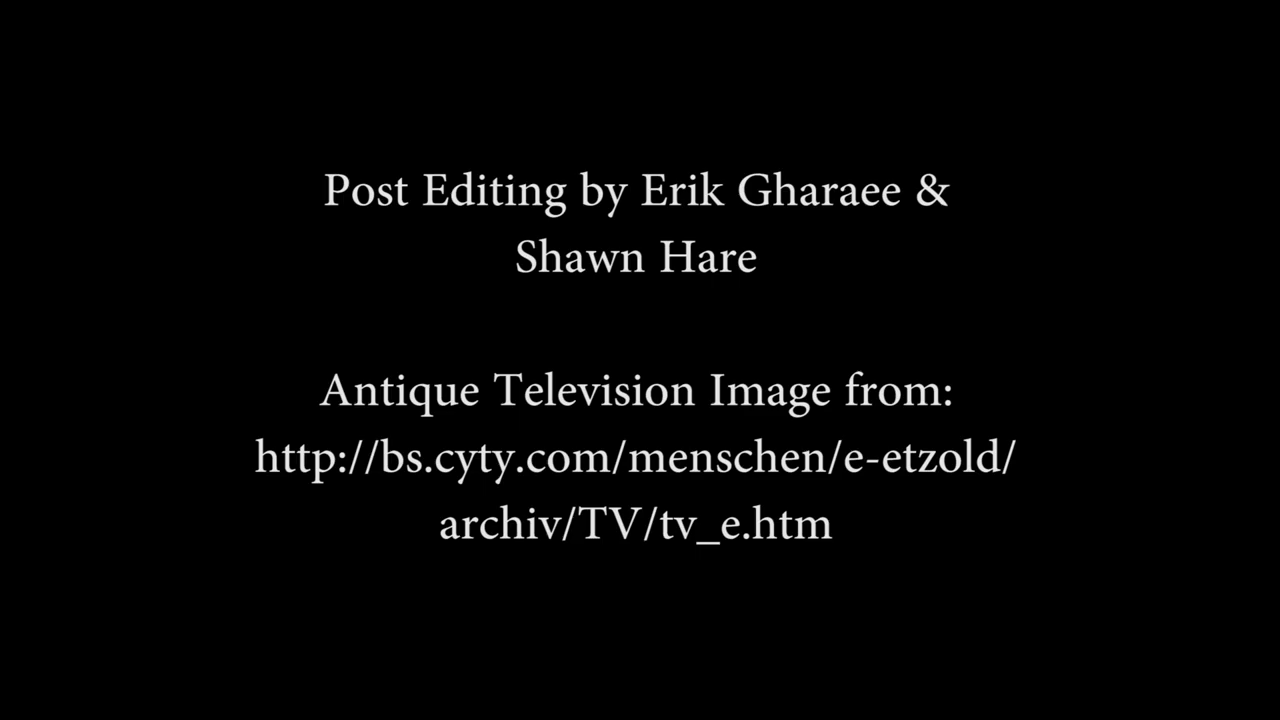 Post Editing by Erik Gharaee &
Shawn Hare
Antique Television Image from:
http://bs.cyty.com/menschen/e-etzold/
archiv/TV/tv_e.htm